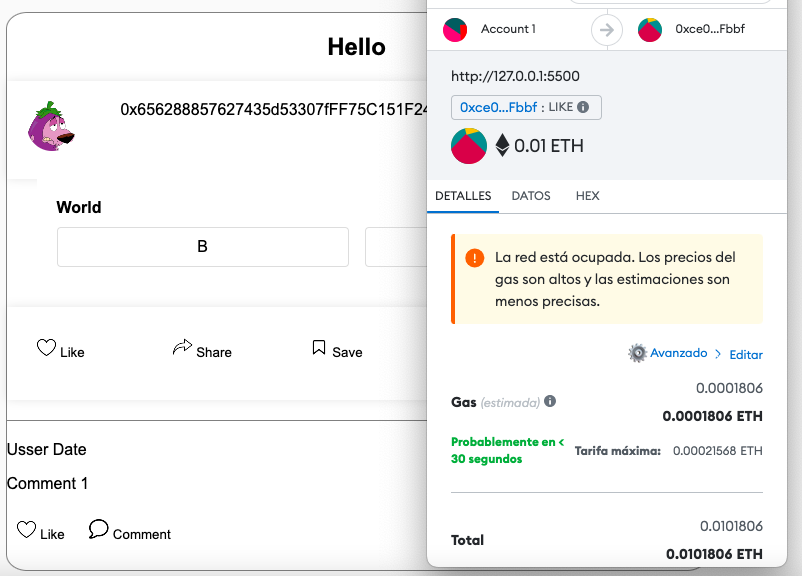 Hello
0x656288857627435d53307fFF75C151F24
World
B
Like
Share
Save
Usser Date
Comment 1
Like
Comment
Account 1
0xce0...Fbbf
http://127.0.0.1:5500
0xce0...Fbbf : LIKE
0.01 ETH
DETALLES
DATOS
HEX
La red está ocupada. Los precios del
gas son altos y las estimaciones son
menos precisas.
Avanzado
Editar
Gas (estimada)
0.0001806
0.0001806 ETH
Probablemente en <
30 segundos
Tarifa máxima:
0.00021568 ETH
Total
0.0101806
0.0101806 ETH